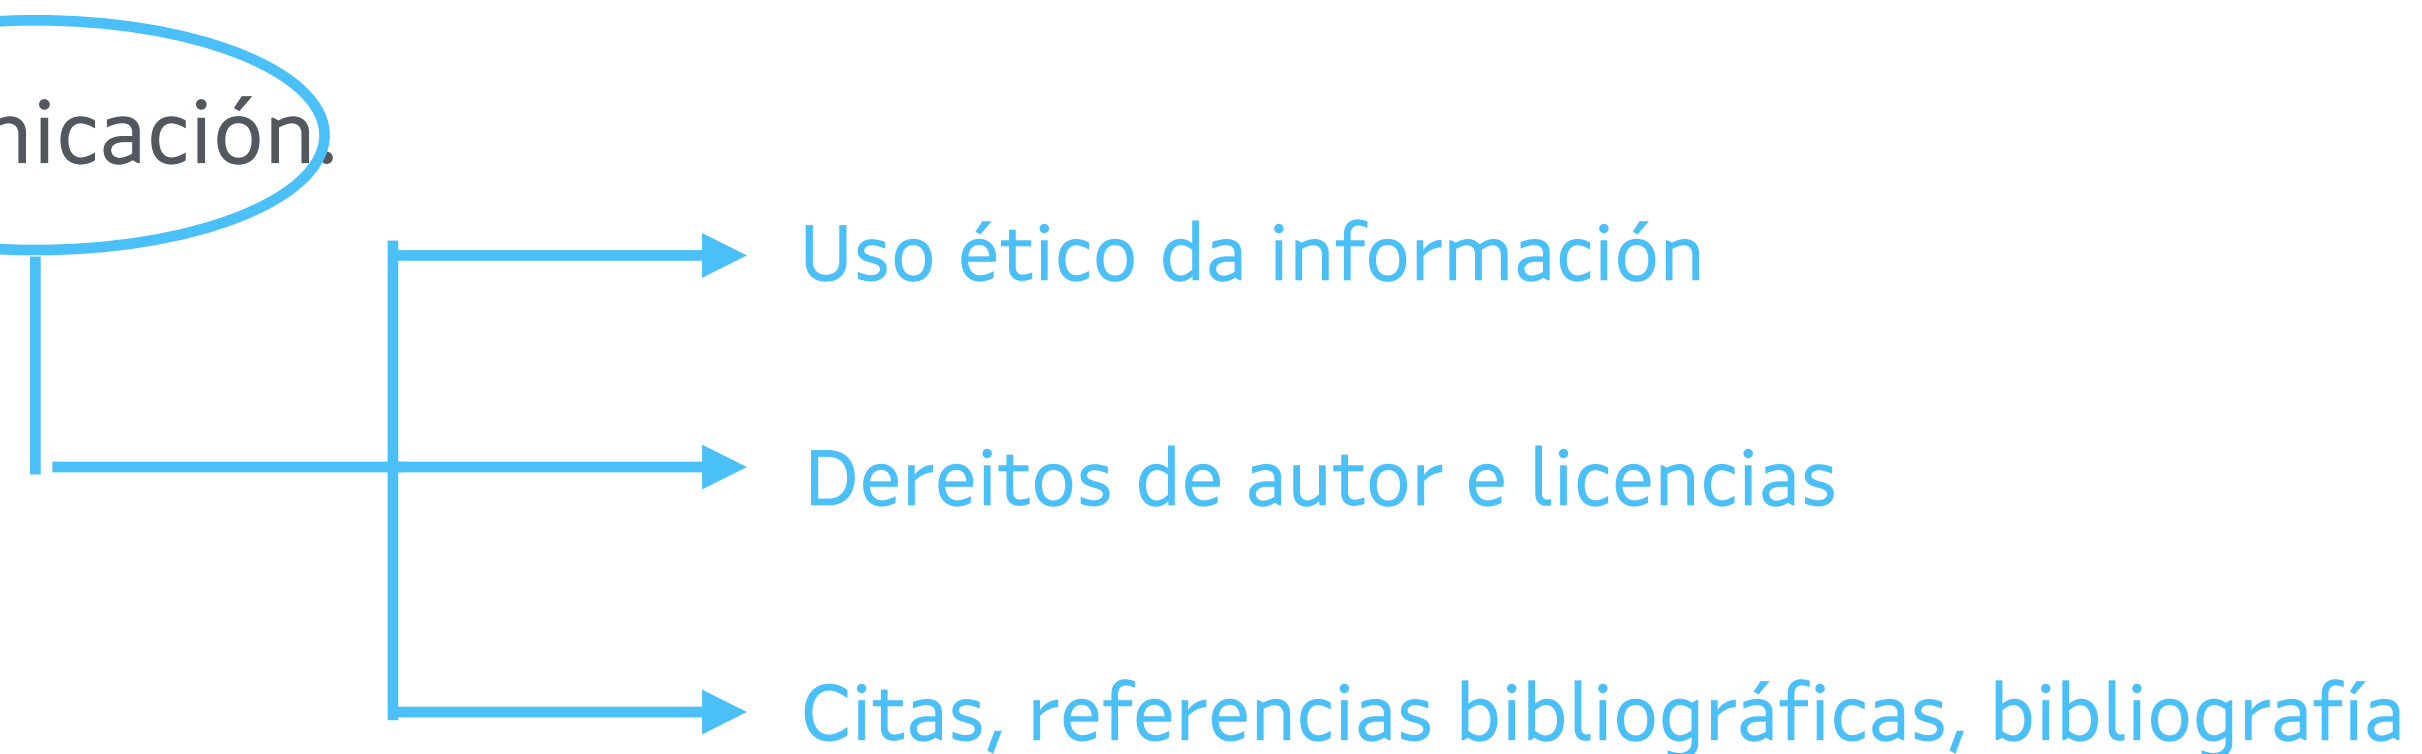 nicación.
Uso ético da información
Dereitos de autor e licencias
Citas, referencias bibliográficas, bibliografía